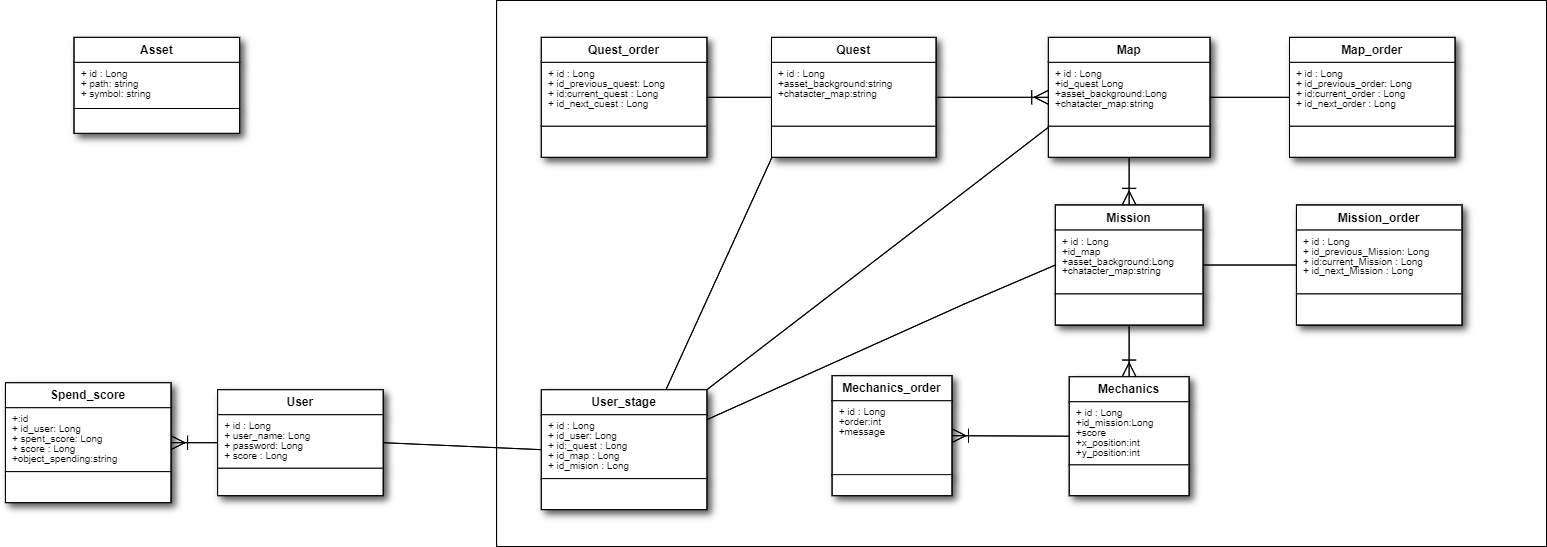 Asset
+ id : Long
+ path: string
+ symbol: string
Quest_order
+ id : Long
+ id_previous_quest: Long
+ id:current_quest : Long
+ id_next_cuest : Long
Quest
+ id : Long
+asset_background:string
+chatacter_map:string
Map
+ id : Long
+id_quest Long
+asset_background:Long
+chatacter_map:string
Map_order
+ id : Long
+ id_previous_order: Long
+ id:current_order : Long
+ id_next_order : Long
Mission
+ id : Long
+id_map
+asset_background:Long
+chatacter_map:string
Mission_order
+ id : Long
+ id_previous_Mission: Long
+ id:current_Mission : Long
+ id_next_Mission : Long
Spend_score
+:id
+ id_user: Long
+ spent_score: Long
+ score : Long
+object_spending:string
User
+ id : Long
+ user_name: Long
+ password: Long
+ score : Long
User_stage
+ id : Long
+ id_user: Long
+ id:_quest : Long
+ id_map : Long
+ id_mision : Long
Mechanics_order
+ id : Long
+order:int
+message
Mechanics
+ id : Long
+id_mission:Long
+score
+x_position:int
+y_position:int